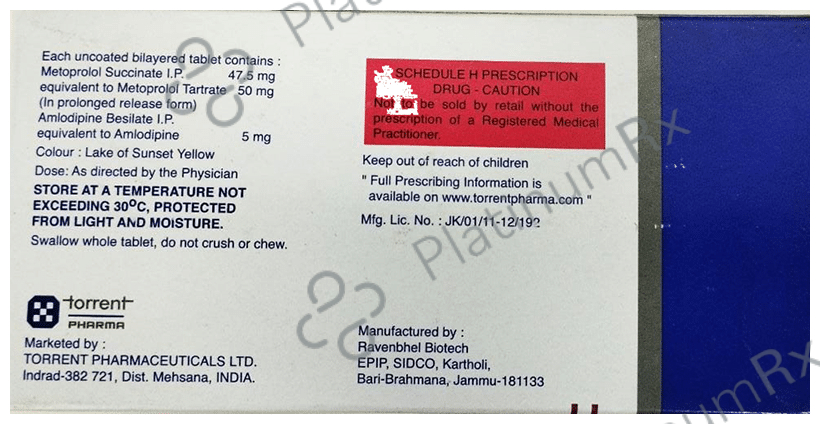 Each uncoated bilayered tablet contains :
Metoprolol Succinate I.P. 47.5 mg
equivalent to Metoprolol Tartrate 50 mg
(In prolonged release form)
Amlodipine Besilate I.P.
equivalent to Amlodipine 5 mg
Colour : Lake of Sunset Yellow
Dose: As directed by the Physician
STORE AT A TEMPERATURE NOT
EXCEEDING 30°C, PROTECTED
FROM LIGHT AND MOISTURE.
Swallow whole tablet, do not crush or chew.
torrent
PHARMA
Marketed by :
TORRENT PHARMACEUTICALS LTD.
Indrad-382 721, Dist. Mehsana, INDIA.
SCHEDULE H PRESCRIPTION
DRUG - CAUTION
Not to be sold by retail without the
prescription of a Registered Medical
Practitioner.
Keep out of reach of children
" Full Prescribing Information is
available on www.torrentpharma.com "
Mfg. Lic. No. : JK/01/11-12/192
Manufactured by :
Ravenbhel Biotech
EPIP, SIDCO, Kartholi,
Bari-Brahmana, Jammu-181133
PlatinumRx
PlatinumRx
PlatinumRx